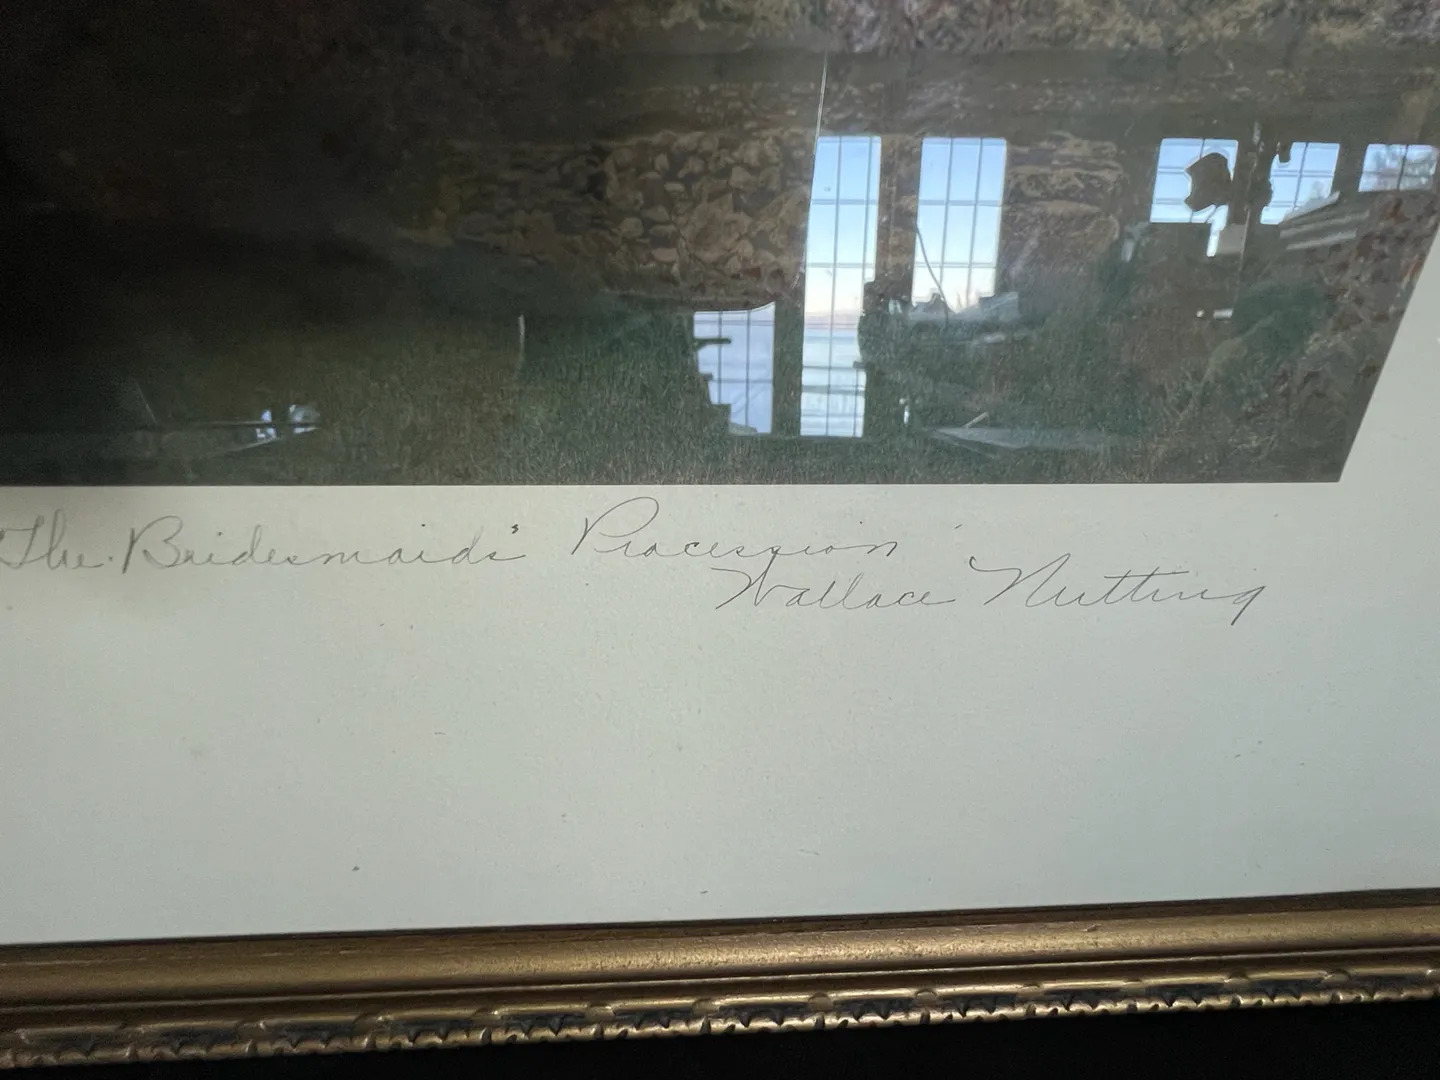 The Bridesmaids' Procession
Wallace Nutting